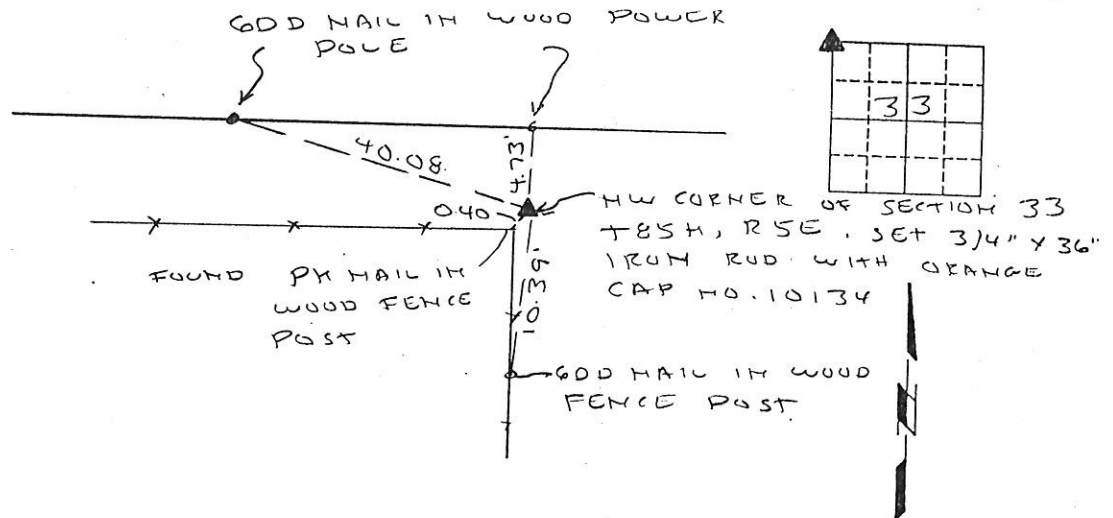 60D NAIL IN WOOD POWER
POLE
33
40.08
4.73'
0.40
NW CORNER OF SECTION 33
T85N, R5E. SET 3/4" X 36"
IRON ROD WITH ORANGE
CAP NO. 10134
FOUND PK NAIL IN
WOOD FENCE
POST
10.39'
60D NAIL IN WOOD
FENCE POST
N